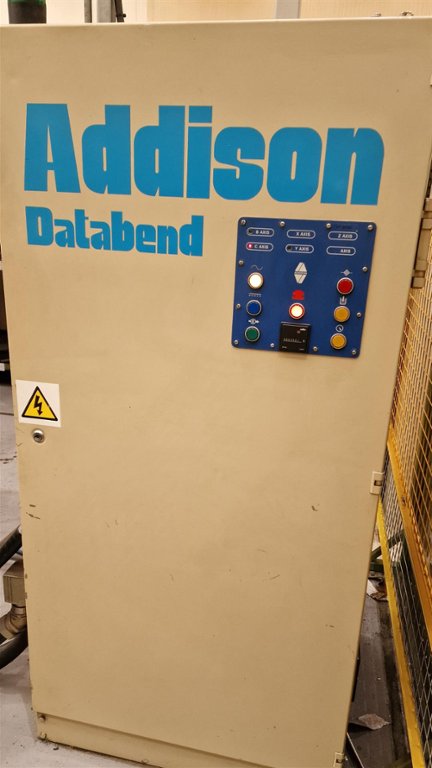 Addison
Databend
B AXIS
X AXIS
Z AXIS
C AXIS
Y AXIS
AXIS